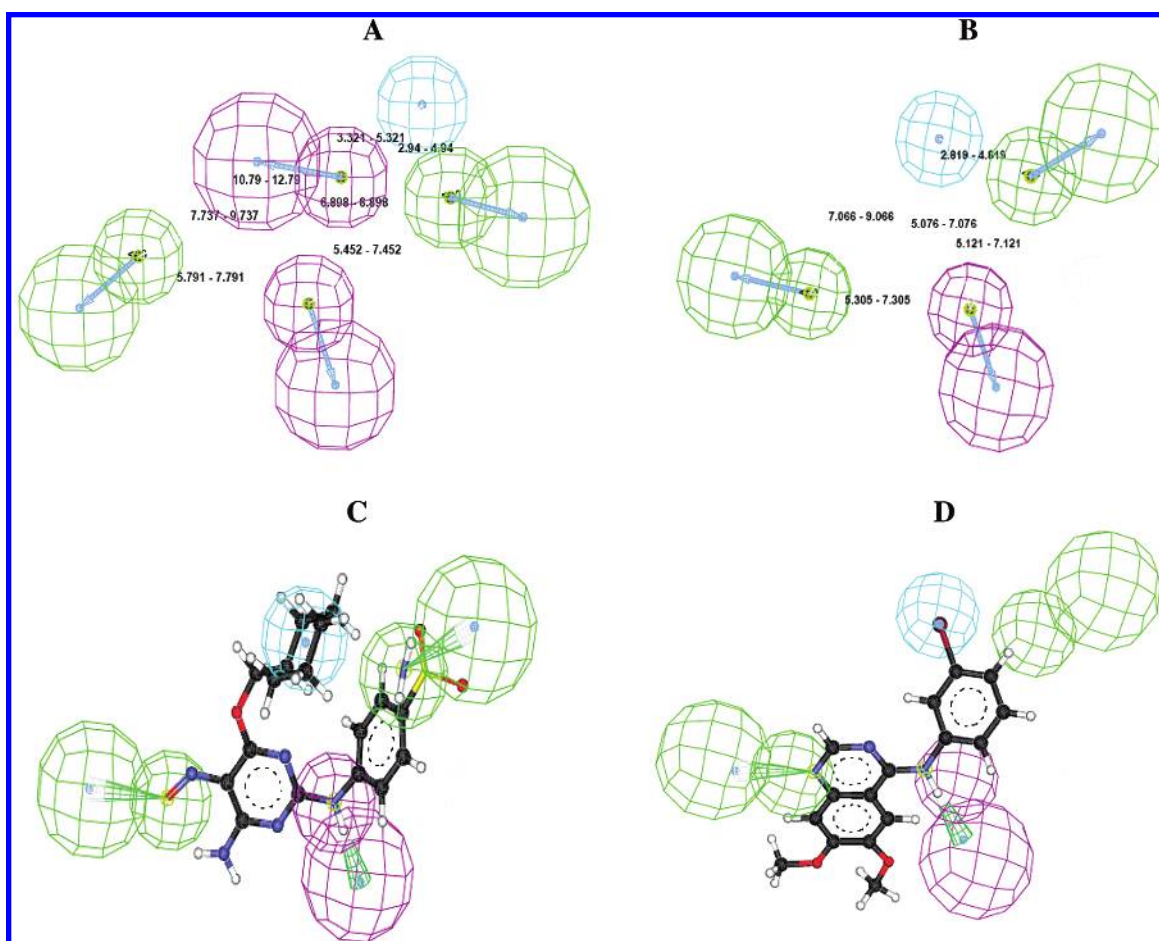 A
B
3.321 - 5.321
2.94 - 4.94
10.79 - 12.79
6.898 - 8.898
7.737 - 9.737
5.452 - 7.452
5.791 - 7.791
2.819 - 4.819
7.066 - 9.066
5.076 - 7.076
5.121 - 7.121
5.305 - 7.305
C
D